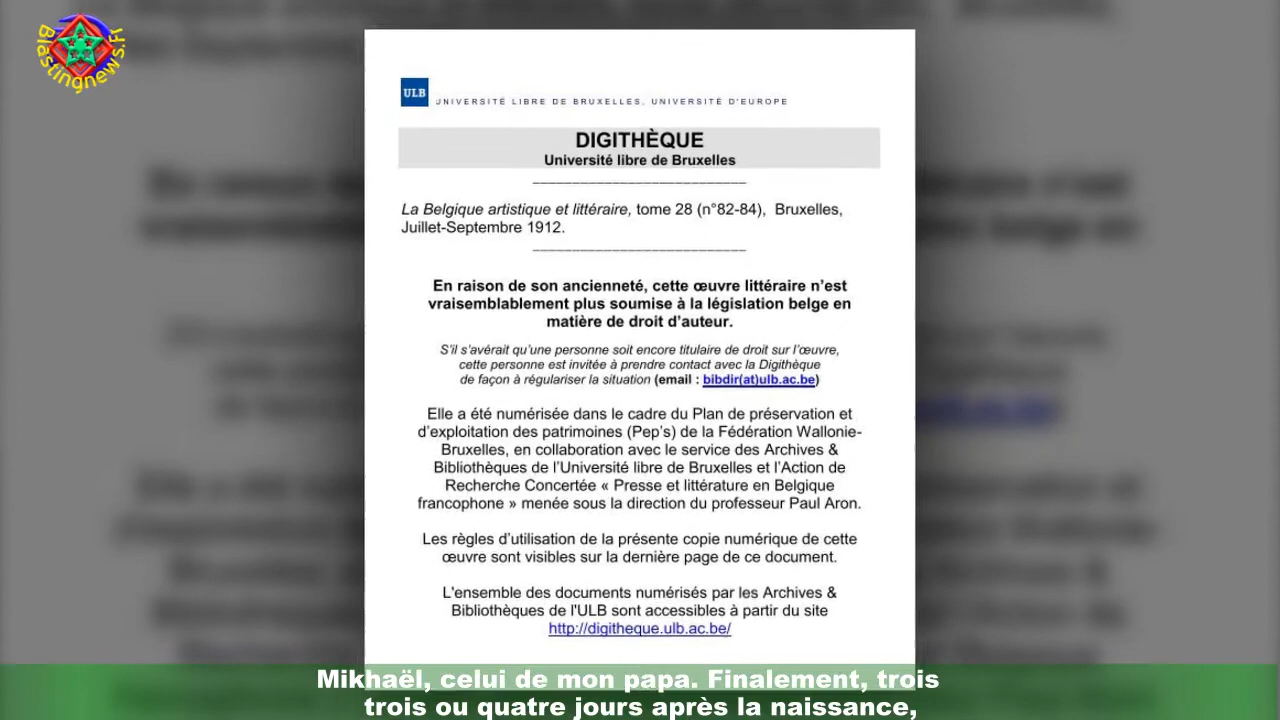 Blastingnews.Fr
ULB
UNIVERSITÉ LIBRE DE BRUXELLES, UNIVERSITÉ D'EUROPE
DIGITHÈQUE
Université libre de Bruxelles
La Belgique artistique et littéraire, tome 28 (n°82-84), Bruxelles,
Juillet-Septembre 1912.
En raison de son ancienneté, cette œuvre littéraire n’est
vraisemblablement plus soumise à la législation belge en
matière de droit d’auteur.
S’il s’avérait qu’une personne soit encore titulaire de droit sur l’œuvre,
cette personne est invitée à prendre contact avec la Digithèque
de façon à régulariser la situation (email : bibdir(at)ulb.ac.be)
Elle a été numérisée dans le cadre du Plan de préservation et
d’exploitation des patrimoines (Pep’s) de la Fédération Wallonie-
Bruxelles, en collaboration avec le service des Archives &
Bibliothèques de l’Université libre de Bruxelles et l’Action de
Recherche Concertée « Presse et littérature en Belgique
francophone » menée sous la direction du professeur Paul Aron.
Les règles d’utilisation de la présente copie numérique de cette
œuvre sont visibles sur la dernière page de ce document.
L'ensemble des documents numérisés par les Archives &
Bibliothèques de l'ULB sont accessibles à partir du site
http://digitheque.ulb.ac.be/
Mikhaël, celui de mon papa. Finalement, trois
trois ou quatre jours après la naissance,